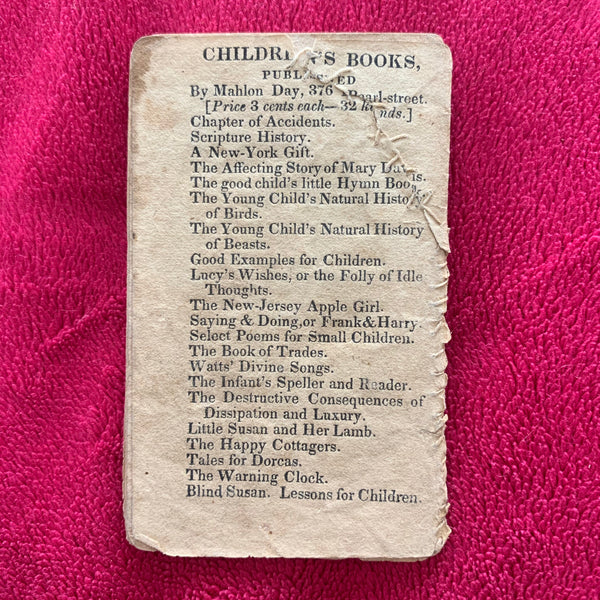 CHILDREN'S BOOKS,
PUBLISHED
By Mahlon Day, 376 Pearl-street.
[Price 3 cents each— 32 kinds.]
Chapter of Accidents.
Scripture History.
A New-York Gift.
The Affecting Story of Mary Davis.
The good child's little Hymn Book.
The Young Child's Natural History
of Birds.
The Young Child's Natural History
of Beasts.
Good Examples for Children.
Lucy's Wishes, or the Folly of Idle
Thoughts.
The New-Jersey Apple Girl.
Saying & Doing, or Frank & Harry.
Select Poems for Small Children.
The Book of Trades.
Watts' Divine Songs.
The Infant's Speller and Reader.
The Destructive Consequences of
Dissipation and Luxury.
Little Susan and Her Lamb.
The Happy Cottagers.
Tales for Dorcas.
The Warning Clock.
Blind Susan. Lessons for Children.